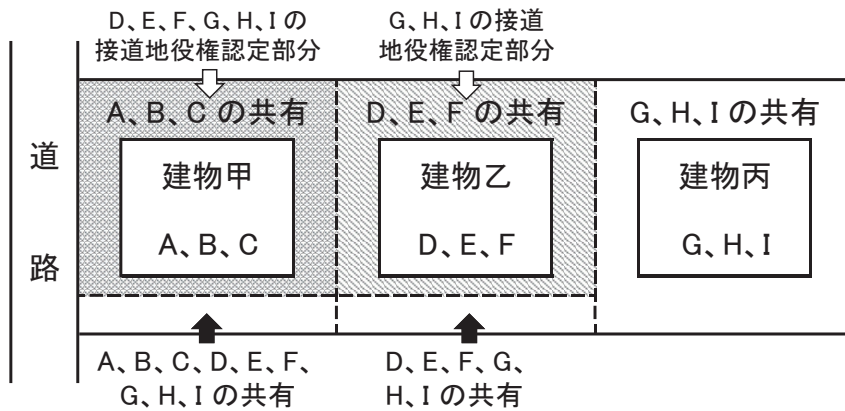 D、E、F、G、H、Iの
接道地役権認定部分
G、H、Iの接道
地役権認定部分
道
路
A、B、Cの共有
D、E、Fの共有
G、H、Iの共有
建物甲
A、B、C
建物乙
D、E、F
建物丙
G、H、I
A、B、C、D、E、F、
G、H、Iの共有
D、E、F、G、
H、Iの共有